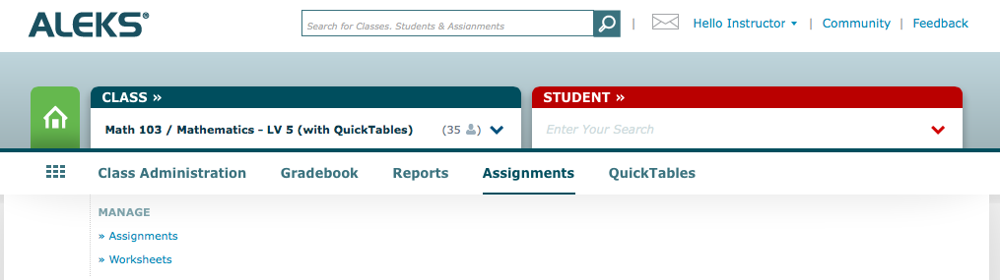 ALEKS®
Search for Classes. Students & Assignments
Hello Instructor
Community
Feedback
CLASS »
Math 103 / Mathematics - LV 5 (with QuickTables) (35 )
STUDENT »
Enter Your Search
Class Administration
Gradebook
Reports
Assignments
QuickTables
MANAGE
» Assignments
» Worksheets